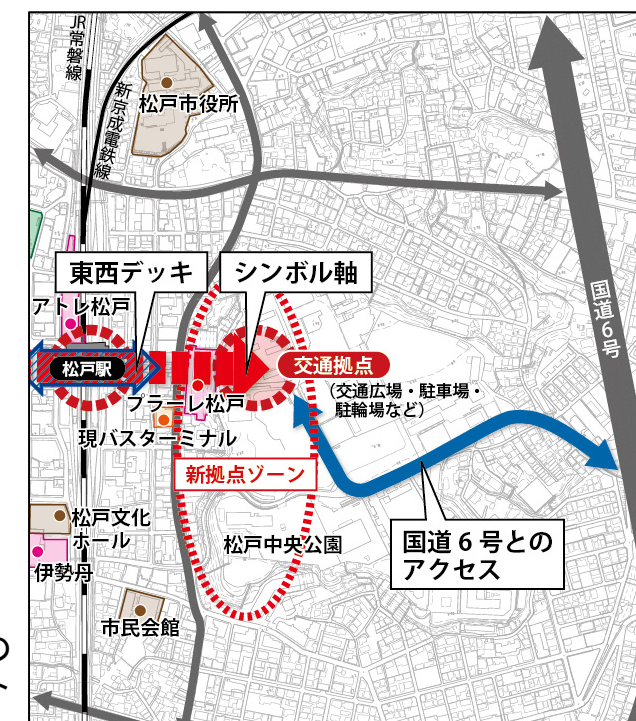 JR常磐線
新京成電鉄線
松戸市役所
国道6号
東西デッキ
シンボル軸
アトレ松戸
松戸駅
交通拠点
(交通広場・駐車場・
駐輪場など)
プラーレ松戸
現バスターミナル
新拠点ゾーン
松戸文化
ホール
伊勢丹
松戸中央公園
国道6号との
アクセス
市民会館